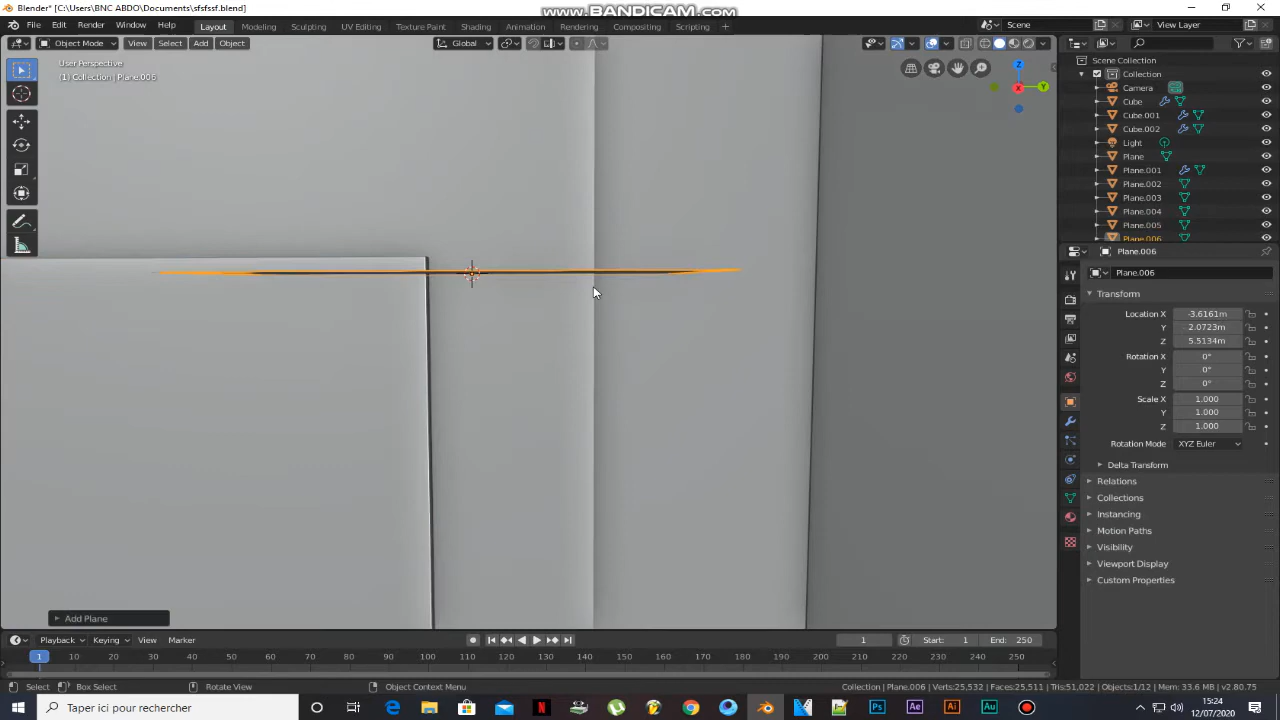 Blender* [C:\Users\BNC ABDO\Documents\sfsfssf.blend]
www.BANDICAM.com
File Edit Render Window Help Layout Modeling Sculpting UV Editing Texture Paint Shading Animation Rendering Compositing Scripting + Scene View Layer
Object Mode View Select Add Object Global
User Perspective
(1) Collection | Plane.006
Z
X
Y
Scene Collection
Collection
Camera
Cube
Cube.001
Cube.002
Light
Plane
Plane.001
Plane.002
Plane.003
Plane.004
Plane.005
Plane.006
Plane.006
Plane.006
Transform
Location X -3.6161m
Y 2.0723m
Z 5.5134m
Rotation X 0°
Y 0°
Z 0°
Scale X 1.000
Y 1.000
Z 1.000
Rotation Mode XYZ Euler
Delta Transform
Relations
Collections
Instancing
Motion Paths
Visibility
Viewport Display
Custom Properties
Add Plane
Playback Keying View Marker 1 Start: 1 End: 250
1 10 20 30 40 50 60 70 80 90 100 110 120 130 140 150 160 170 180 190 200 210 220 230 240 250
Select Box Select Rotate View Object Context Menu Collection | Plane.006 | Verts:25,532 | Faces:25,511 | Tris:51,022 | Objects:1/12 | Mem: 33.6 MB | v2.80.75
Taper ici pour rechercher
15:24
12/07/2020